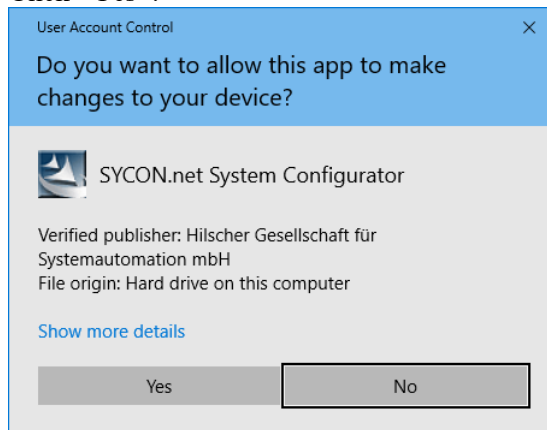 User Account Control
Do you want to allow this app to make
changes to your device?
SYCON.net System Configurator
Verified publisher: Hilscher Gesellschaft für
Systemautomation mbH
File origin: Hard drive on this computer
Show more details
Yes
No